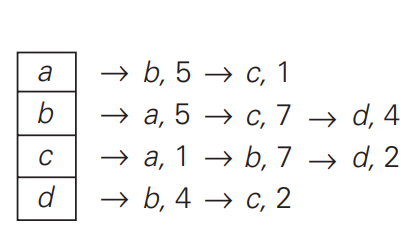 a → b, 5 → c, 1
b → a, 5 → c, 7 → d, 4
c → a, 1 → b, 7 → d, 2
d → b, 4 → c, 2